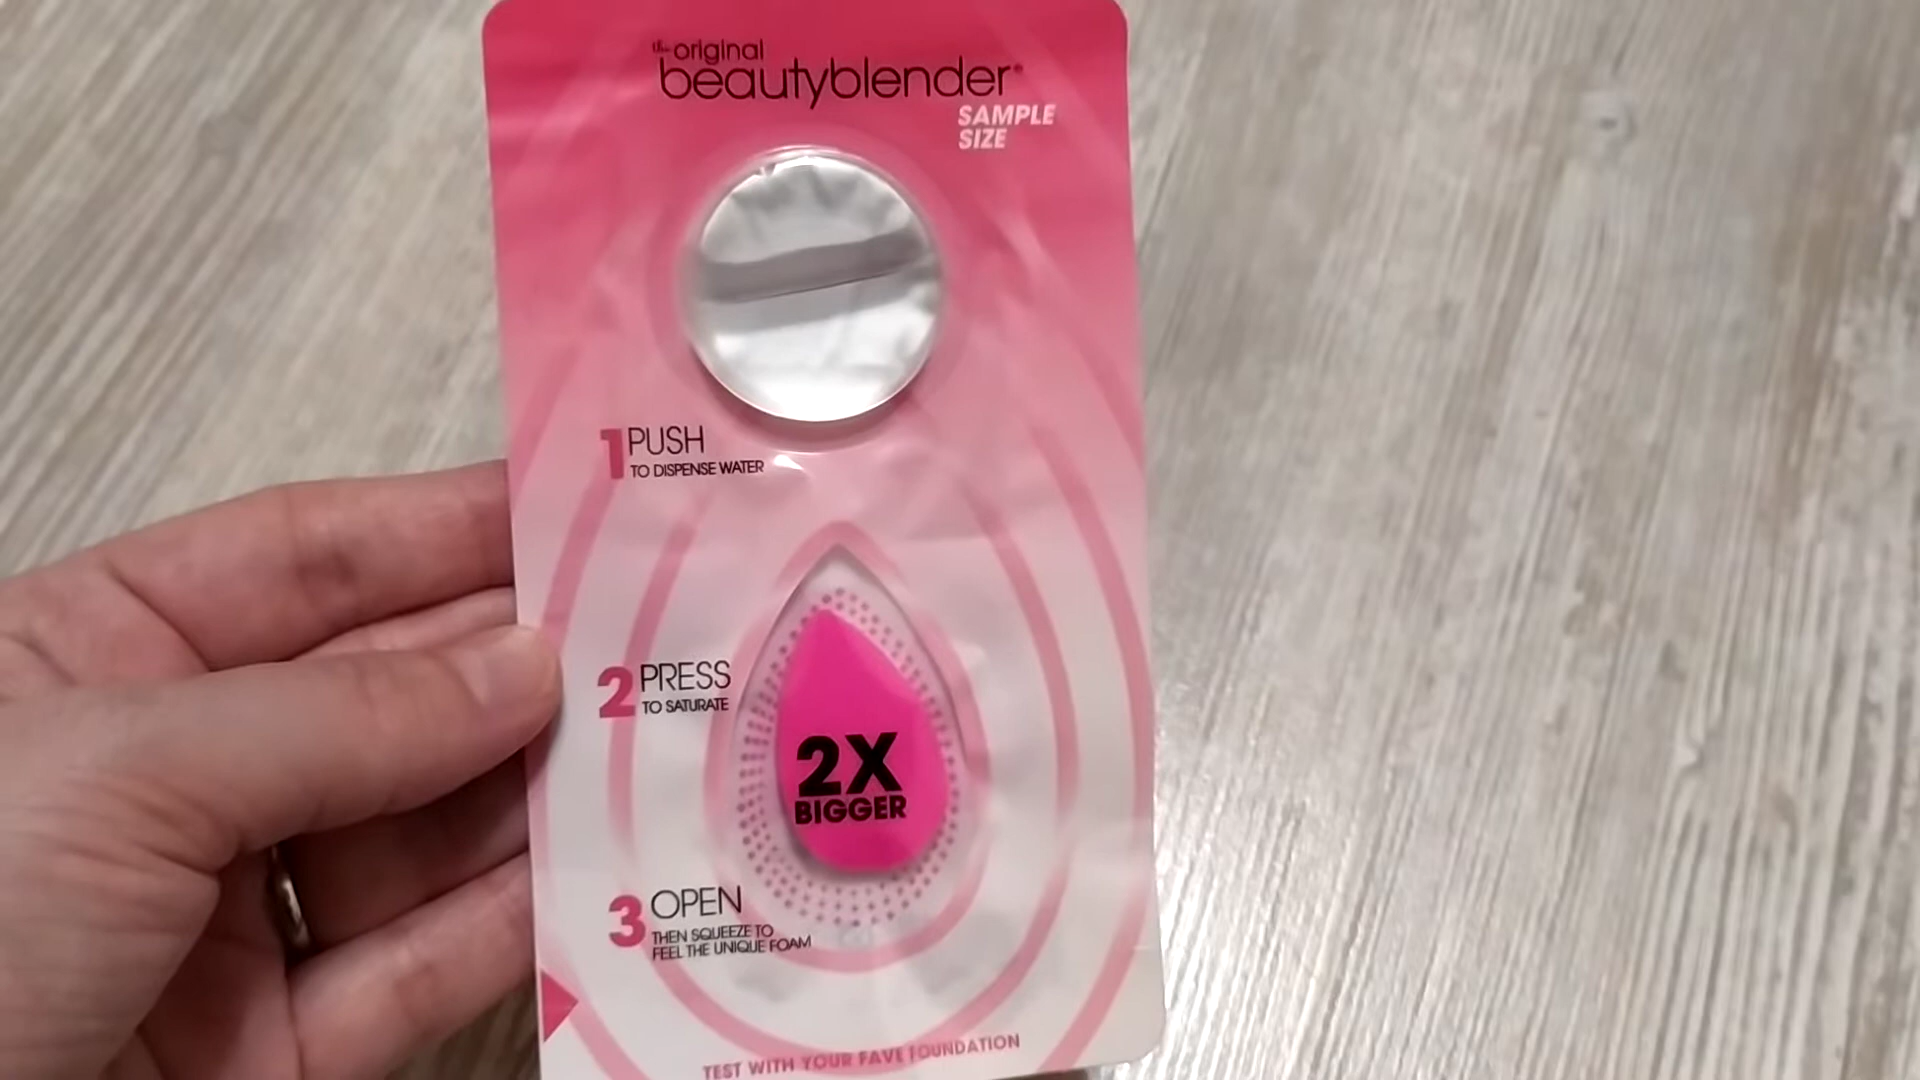 the original
beautyblender®
SAMPLE
SIZE
1 PUSH
TO DISPENSE WATER
2 PRESS
TO SATURATE
2X
BIGGER
3 OPEN
THEN SQUEEZE TO
FEEL THE UNIQUE FOAM
TEST WITH YOUR FAVE FOUNDATION